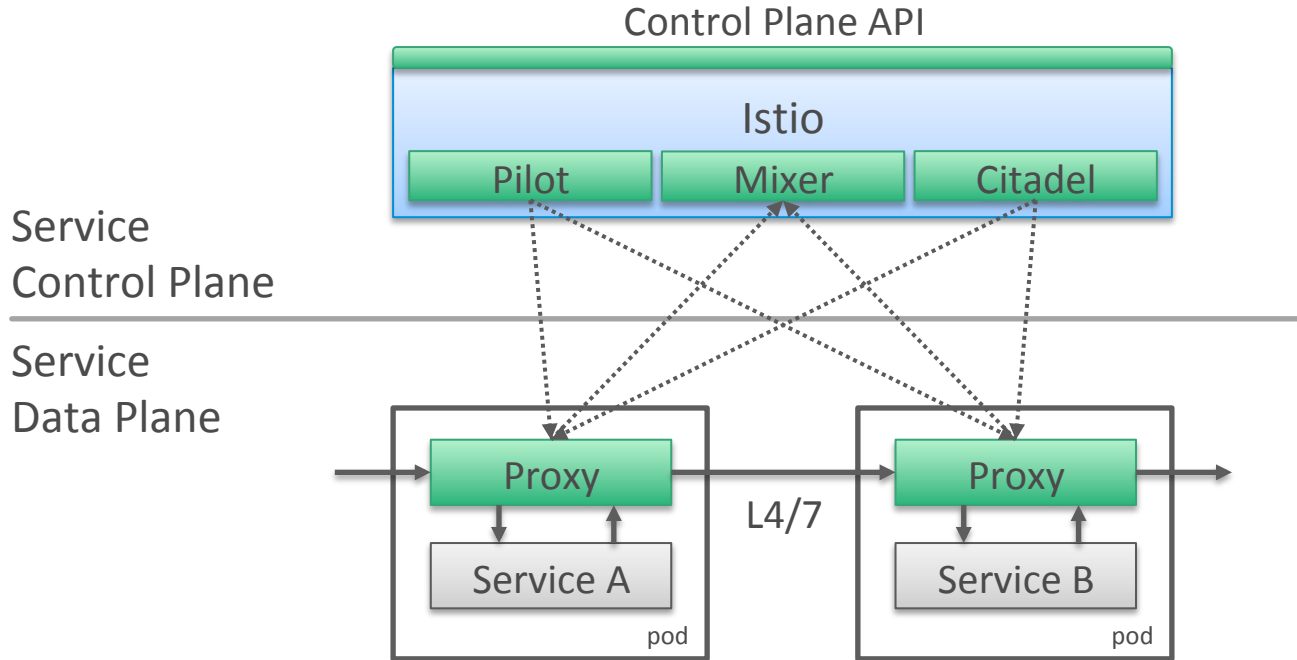 Control Plane API
Istio
Pilot
Mixer
Citadel
Service
Control Plane
Service
Data Plane
Proxy
Proxy
L4/7
Service A
Service B
pod
pod